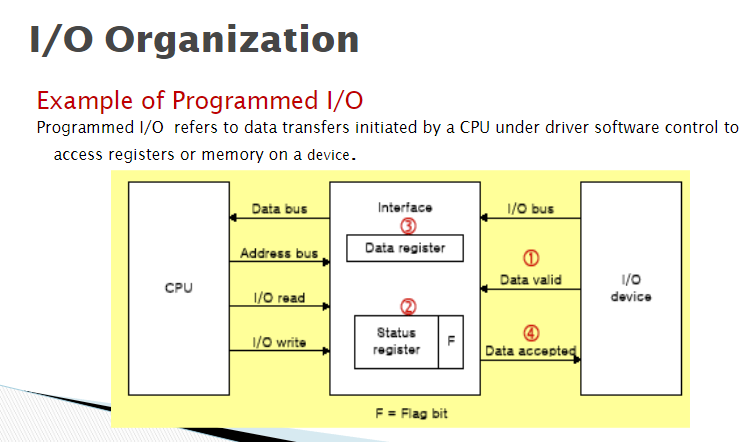 I/O Organization
Example of Programmed I/O
Programmed I/O refers to data transfers initiated by a CPU under driver software control to
access registers or memory on a device.
Data bus
Interface
I/O bus
③
Address bus
Data register
①
Data valid
CPU
I/O
device
I/O read
②
I/O write
Status
register
F
④
Data accepted
F = Flag bit